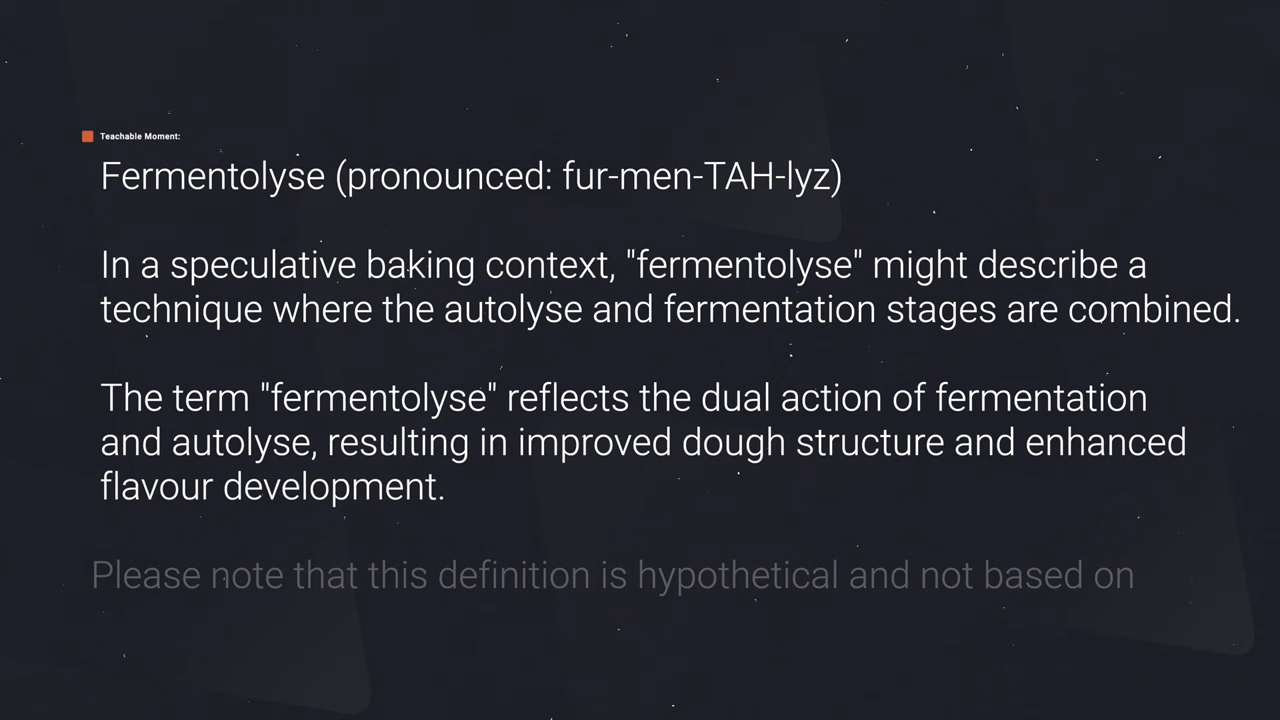 Teachable Moment:
Fermentolyse (pronounced: fur-men-TAH-lyz)
In a speculative baking context, "fermentolyse" might describe a
technique where the autolyse and fermentation stages are combined.
The term "fermentolyse" reflects the dual action of fermentation
and autolyse, resulting in improved dough structure and enhanced
flavour development.
Please note that this definition is hypothetical and not based on